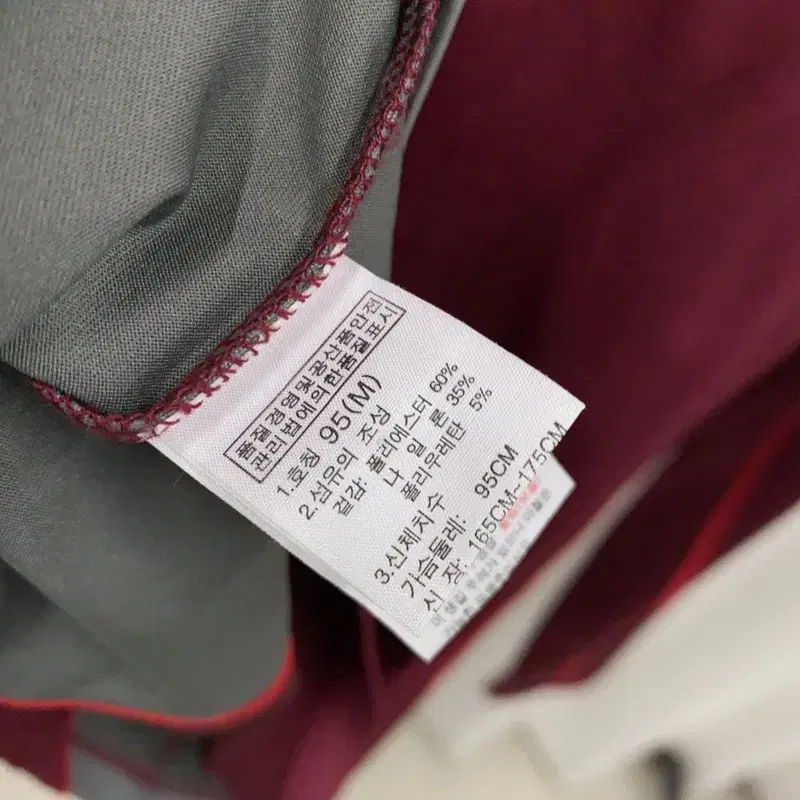 품질경영및공산품안전
관리법에의한품질표시
1.호칭 95(M)
2 섬유의 조성
겉감 폴리에스터 60%
나 일 론 35%
폴리우레탄 5%
3.신체치수
가슴둘레: 95CM
신 장: 165CM~175CM